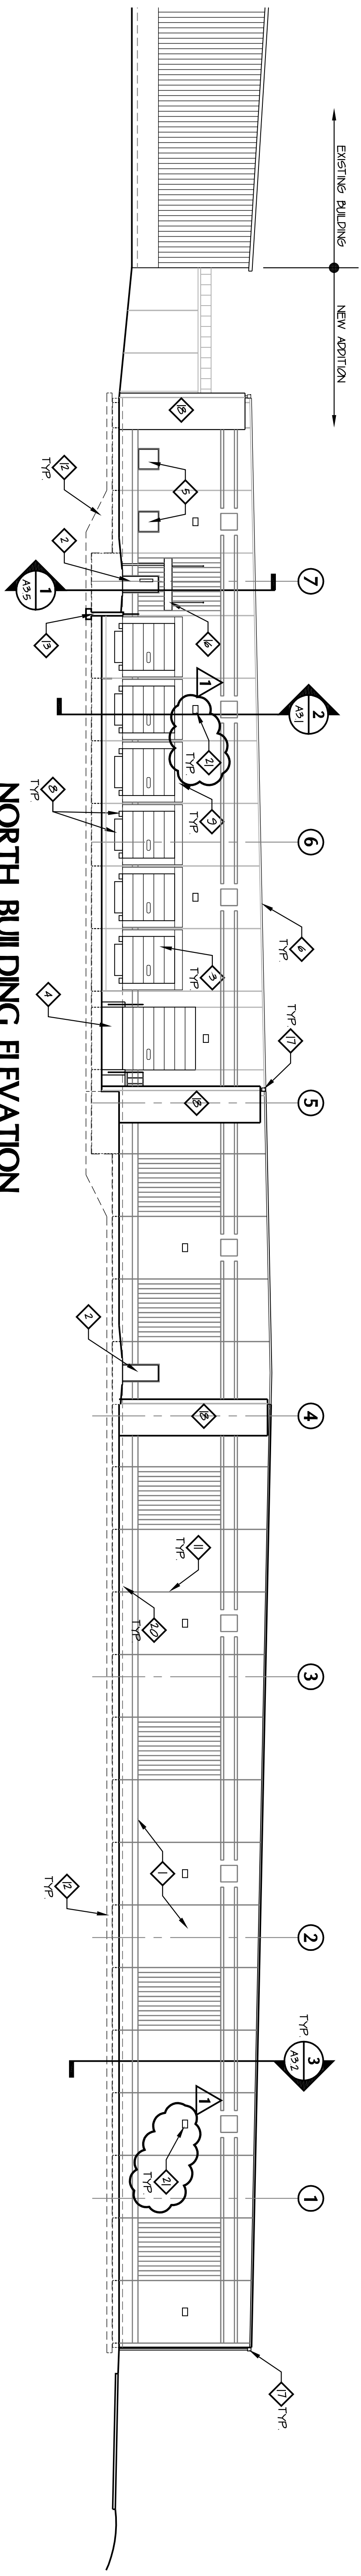 EXISTING BUILDING
NEW ADDITION
7
2
A3.1
6
5
4
3
2
1
3
A3.2
TYP.
18
5
12
TYP.
2
1
A3.5
13
16
1
21
TYP.
9
TYP.
8
TYP.
3
TYP.
6
TYP.
17
TYP.
4
18
2
18
11
TYP.
20
TYP.
1
12
TYP.
1
21
TYP.
17
TYP.
NORTH BUILDING ELEVATION